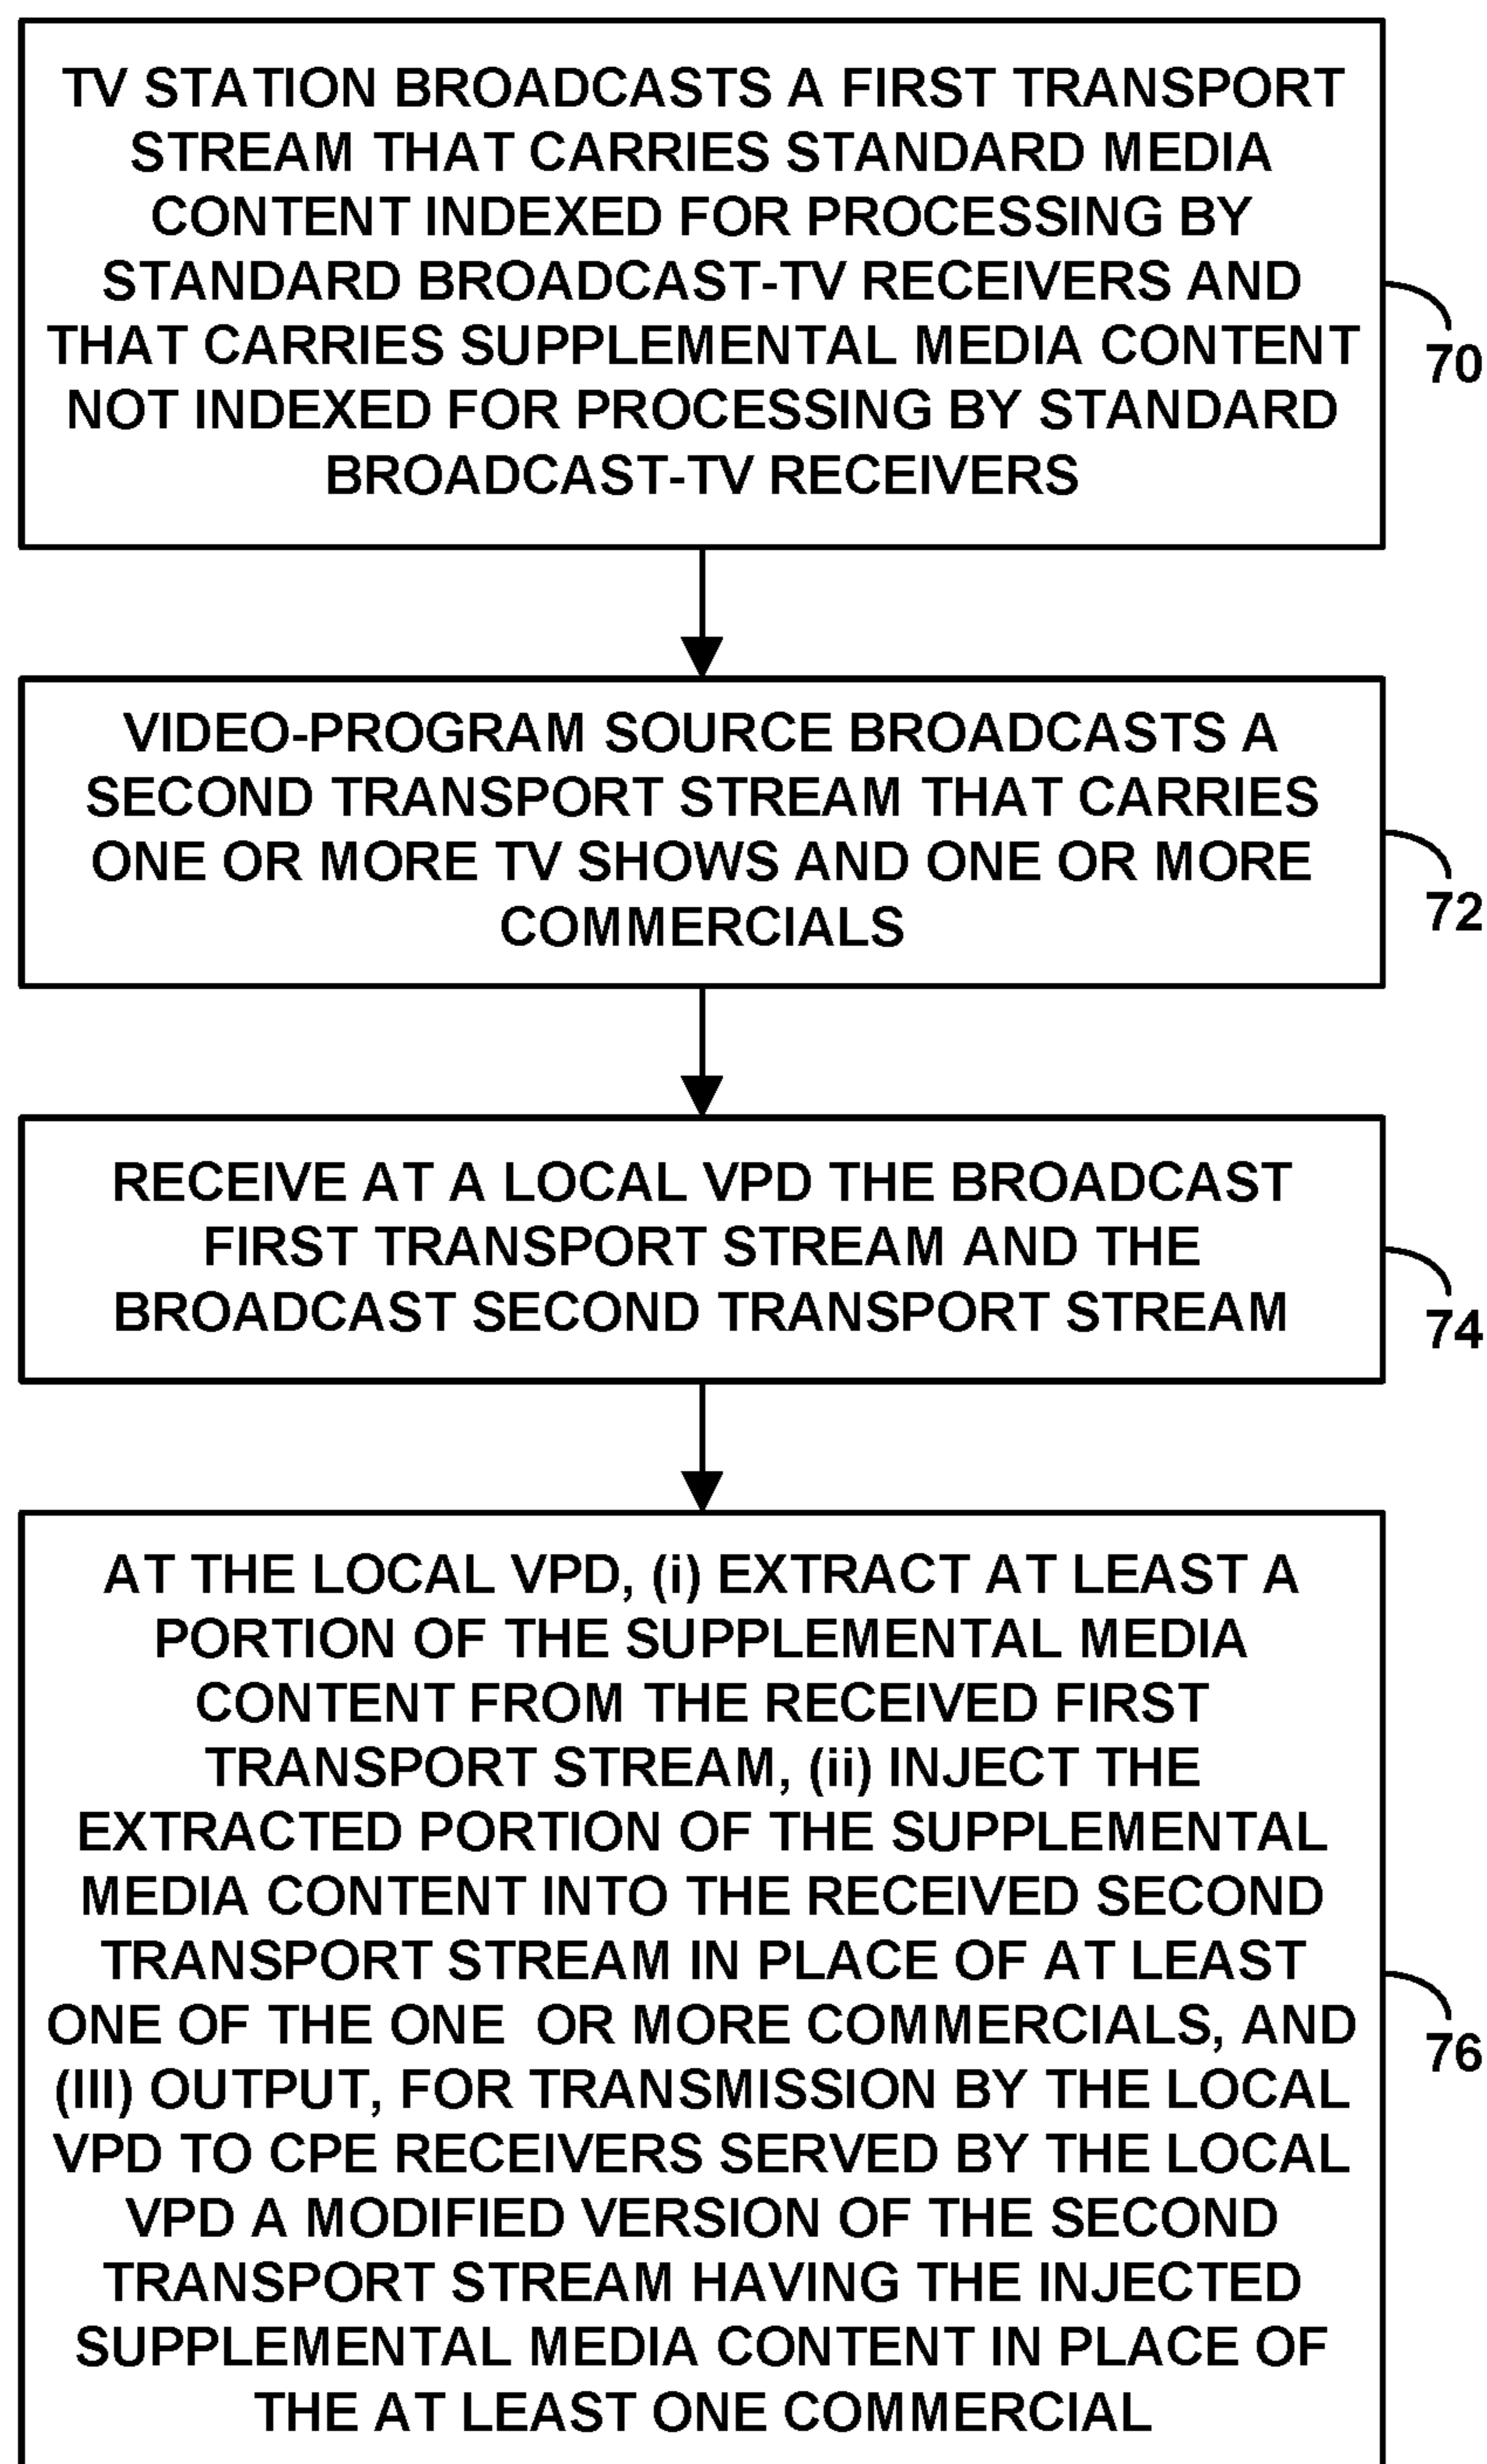 TV STATION BROADCASTS A FIRST TRANSPORT
STREAM THAT CARRIES STANDARD MEDIA
CONTENT INDEXED FOR PROCESSING BY
STANDARD BROADCAST-TV RECEIVERS AND
THAT CARRIES SUPPLEMENTAL MEDIA CONTENT
NOT INDEXED FOR PROCESSING BY STANDARD
BROADCAST-TV RECEIVERS
70
VIDEO-PROGRAM SOURCE BROADCASTS A
SECOND TRANSPORT STREAM THAT CARRIES
ONE OR MORE TV SHOWS AND ONE OR MORE
COMMERCIALS
72
RECEIVE AT A LOCAL VPD THE BROADCAST
FIRST TRANSPORT STREAM AND THE
BROADCAST SECOND TRANSPORT STREAM
74
AT THE LOCAL VPD, (i) EXTRACT AT LEAST A
PORTION OF THE SUPPLEMENTAL MEDIA
CONTENT FROM THE RECEIVED FIRST
TRANSPORT STREAM, (ii) INJECT THE
EXTRACTED PORTION OF THE SUPPLEMENTAL
MEDIA CONTENT INTO THE RECEIVED SECOND
TRANSPORT STREAM IN PLACE OF AT LEAST
ONE OF THE ONE  OR MORE COMMERCIALS, AND
(III) OUTPUT, FOR TRANSMISSION BY THE LOCAL
VPD TO CPE RECEIVERS SERVED BY THE LOCAL
VPD A MODIFIED VERSION OF THE SECOND
TRANSPORT STREAM HAVING THE INJECTED
SUPPLEMENTAL MEDIA CONTENT IN PLACE OF
THE AT LEAST ONE COMMERCIAL
76